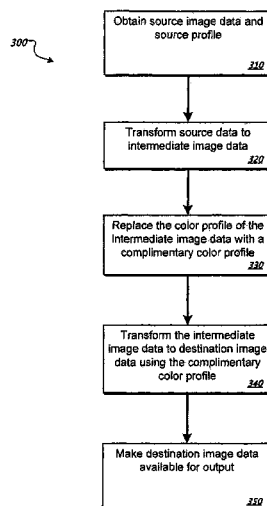 300
Obtain source image data and
source profile
310
Transform source data to
intermediate image data
320
Replace the color profile of the
Intermediate image data with a
complimentary color profile
330
Transform the intermediate
image data to destination image
data using the complimentary
color profile
340
Make destination image data
available for output
350